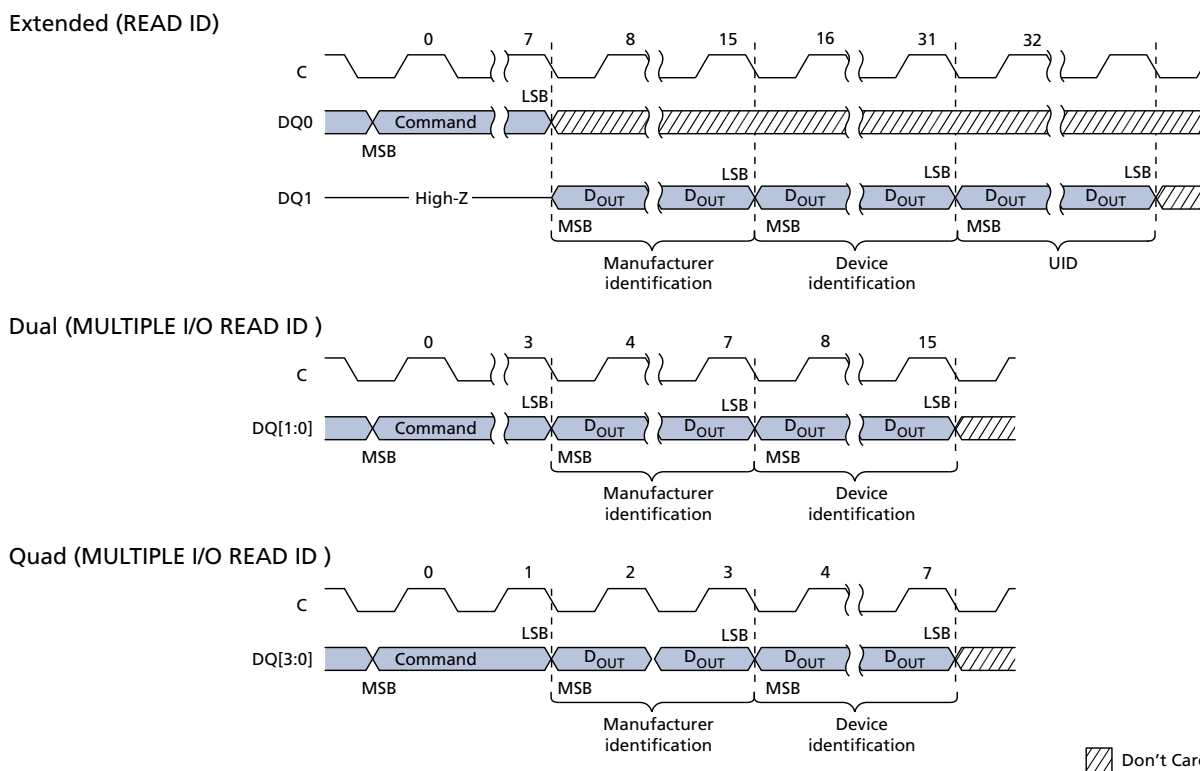 Extended (READ ID)
0 7 8 15 16 31 32
C
LSB
DQ0 Command
MSB
LSB LSB LSB
DQ1 High-Z DOUT DOUT DOUT DOUT DOUT DOUT
MSB MSB MSB
Manufacturer identification
Device identification
UID
Dual (MULTIPLE I/O READ ID )
0 3 4 7 8 15
C
LSB LSB LSB
DQ[1:0] Command DOUT DOUT DOUT DOUT
MSB MSB MSB
Manufacturer identification
Device identification
Quad (MULTIPLE I/O READ ID )
0 1 2 3 4 7
C
LSB LSB LSB
DQ[3:0] Command DOUT DOUT DOUT DOUT
MSB MSB MSB
Manufacturer identification
Device identification
Don't Care